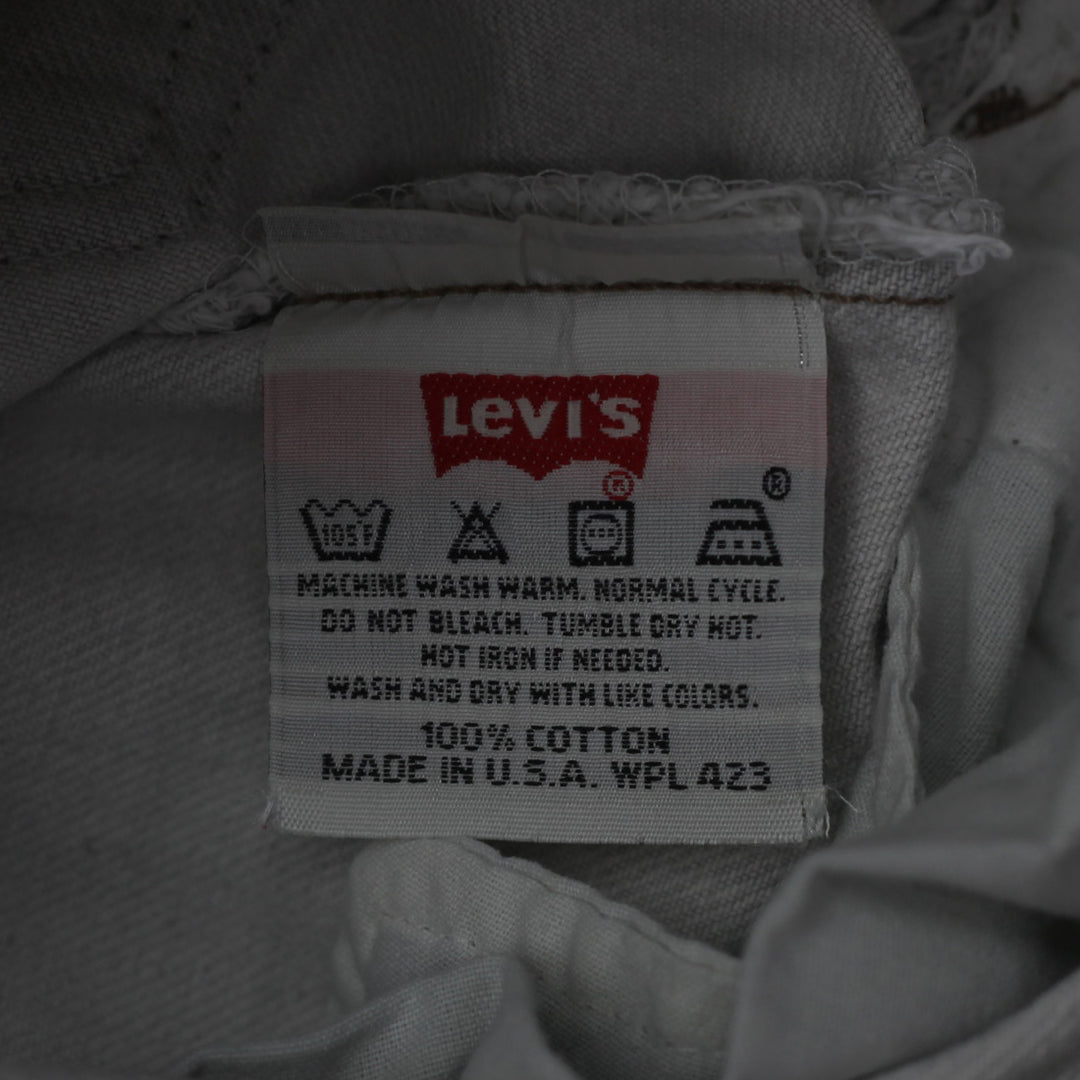 Levi's
®
®
105°F
MACHINE WASH WARM. NORMAL CYCLE.
DO NOT BLEACH. TUMBLE DRY HOT.
HOT IRON IF NEEDED.
WASH AND DRY WITH LIKE COLORS.
100% COTTON
MADE IN U.S.A. WPL 423